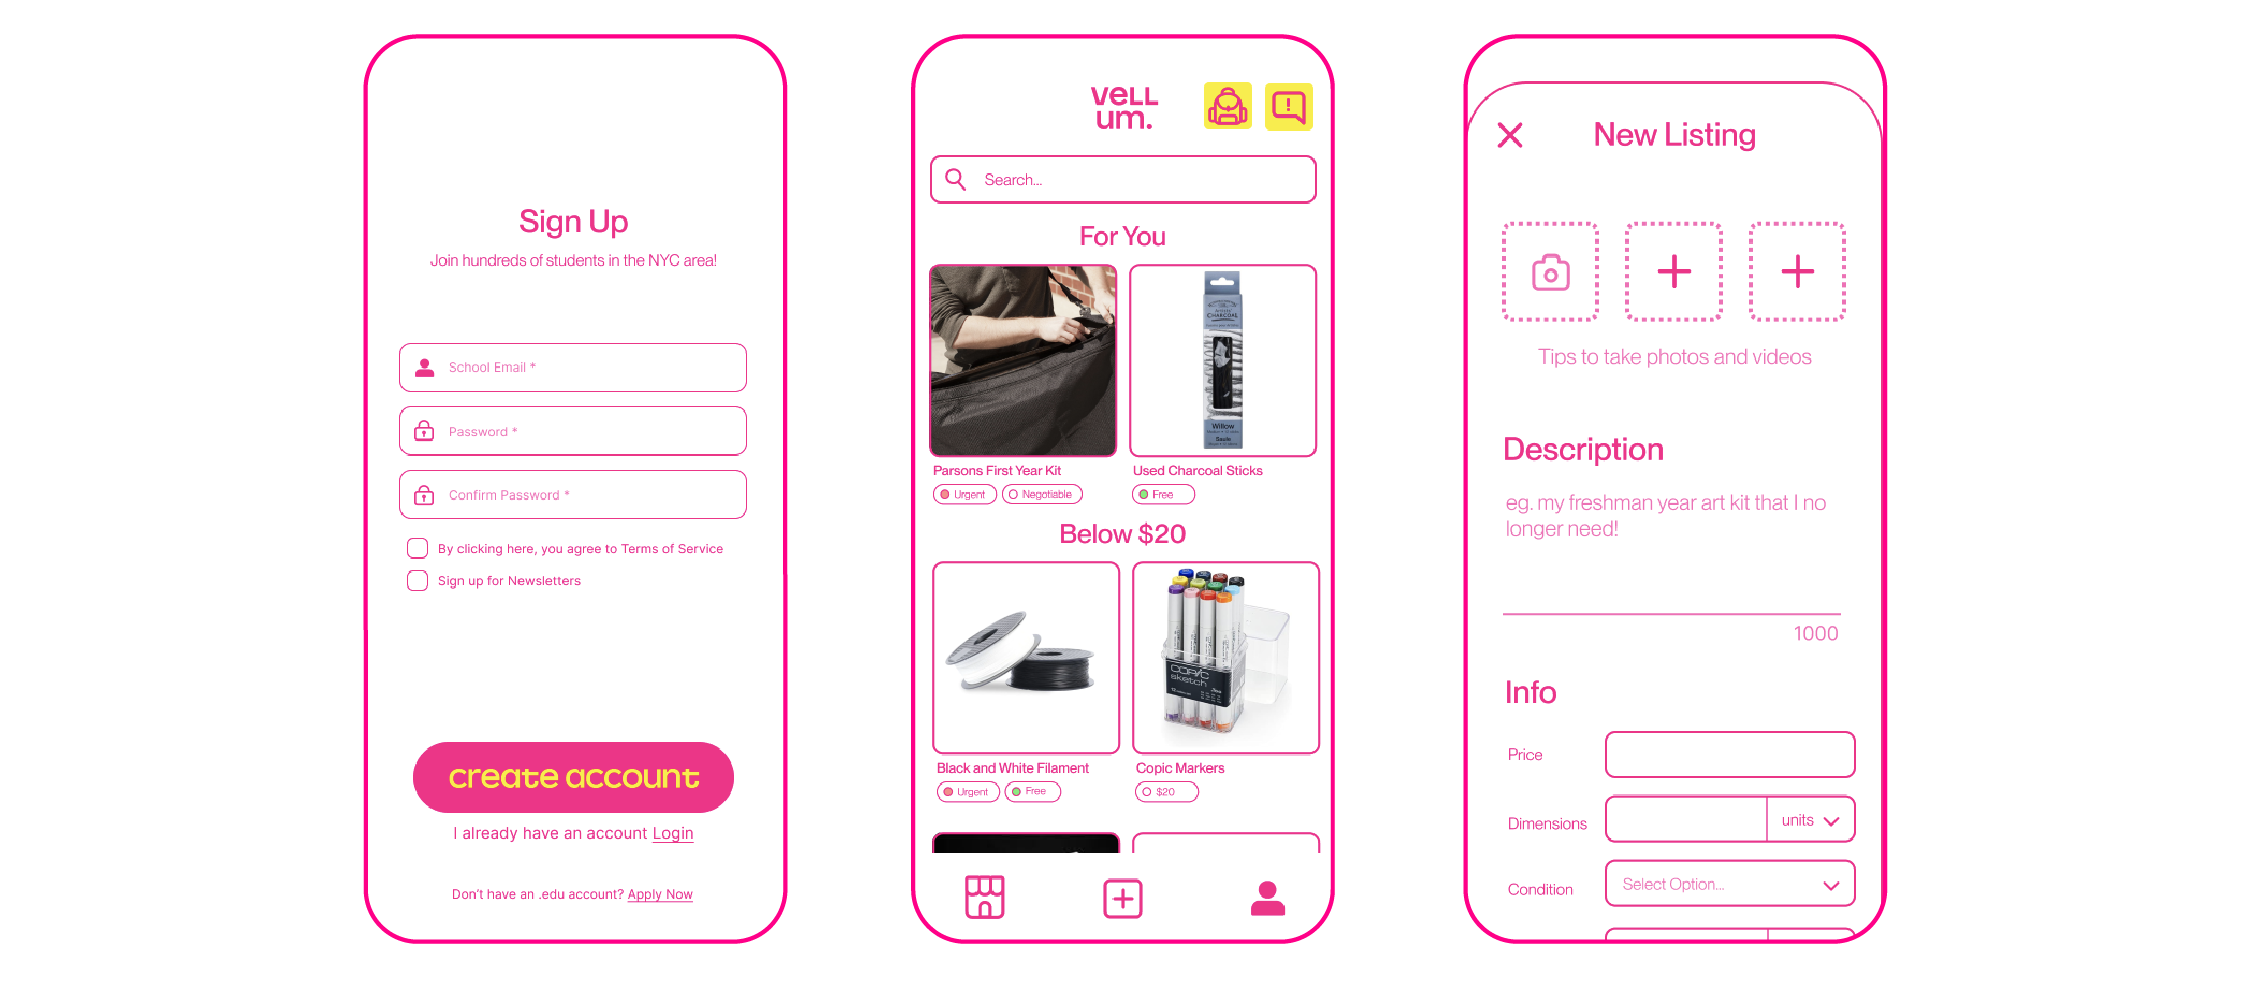 Sign Up
Join hundreds of students in the NYC area!
School Email *
Password *
Confirm Password *
By clicking here, you agree to Terms of Service
Sign up for Newsletters
create account
I already have an account Login
Don't have an .edu account? Apply Now
vell
um.
Search...
For You
CHARCOAL
Willow
Saule
Parsons First Year Kit
Used Charcoal Sticks
Urgent
Negotiable
Free
Below $20
COPIC
sketch
Black and White Filament
Copic Markers
Urgent
Free
$20
New Listing
Tips to take photos and videos
Description
eg. my freshman year art kit that I no
longer need!
1000
Info
Price
Dimensions
units
Condition
Select Option...